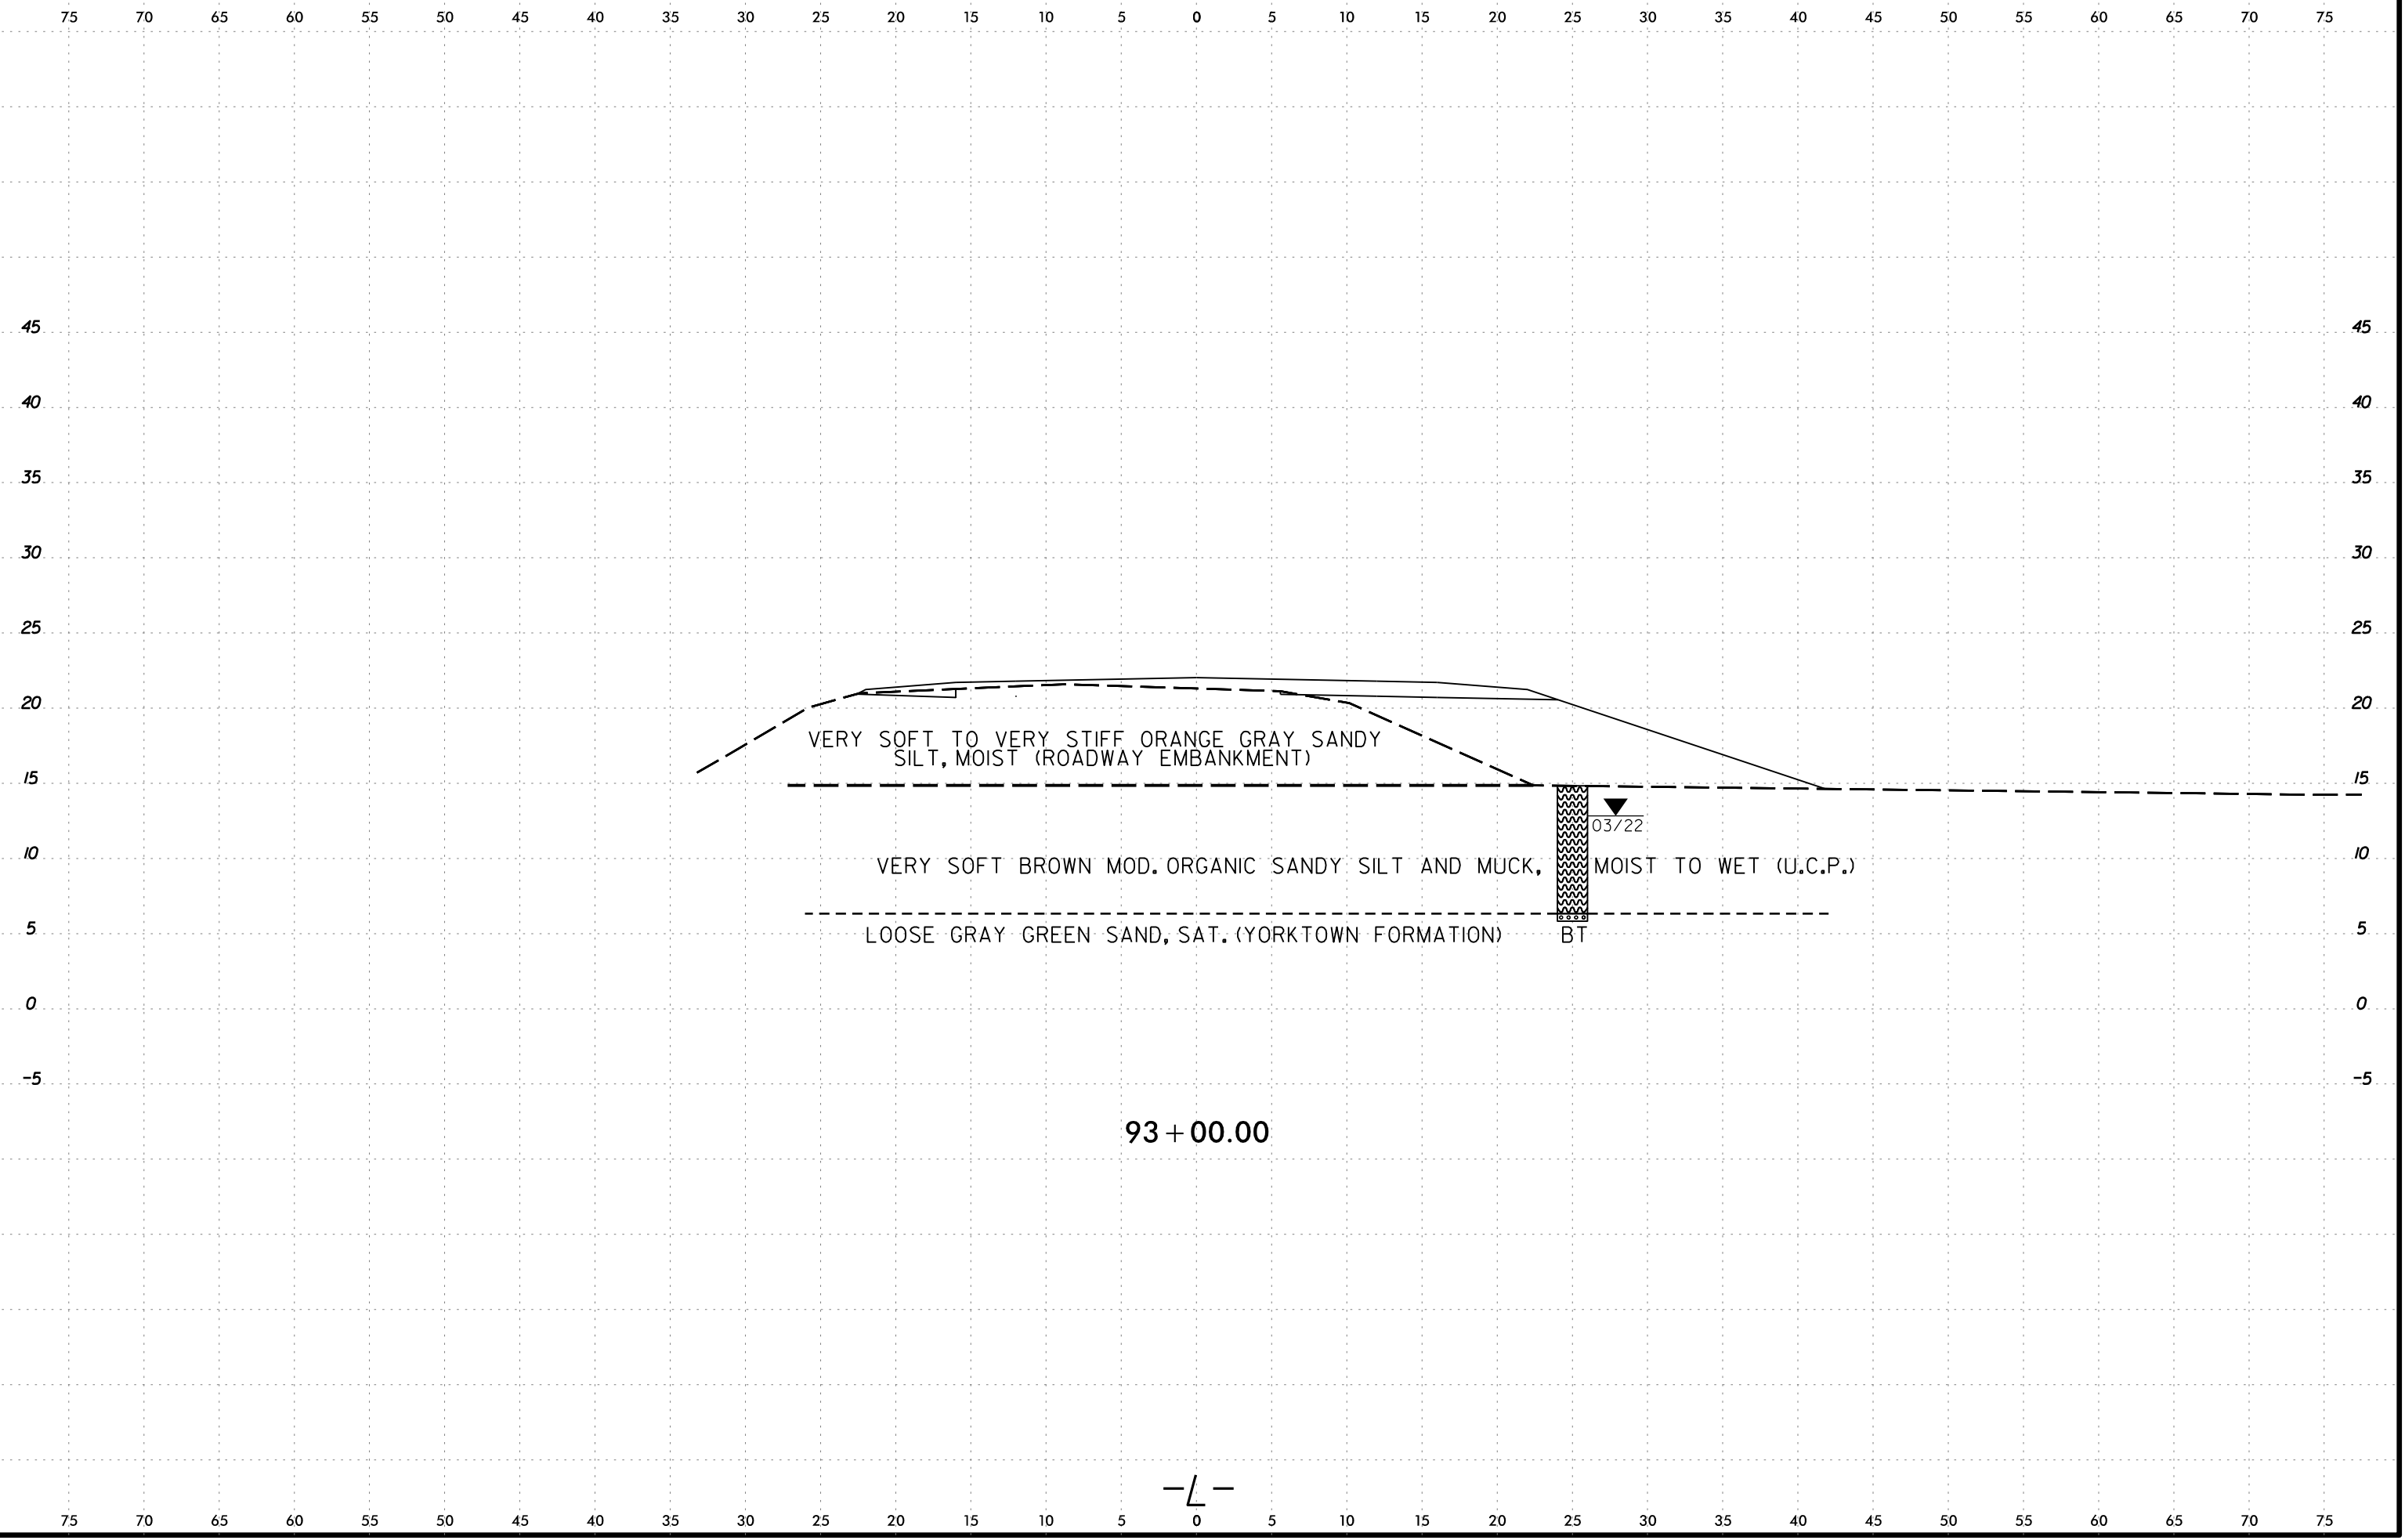 75 70 65 60 55 50 45 40 35 30 25 20 15 10 5 0 5 10 15 20 25 30 35 40 45 50 55 60 65 70 75
45 45
40 40
35 35
30 30
25 25
20 20
VERY SOFT TO VERY STIFF ORANGE GRAY SANDY
SILT, MOIST (ROADWAY EMBANKMENT)
15 15
03/22
10 10
VERY SOFT BROWN MOD. ORGANIC SANDY SILT AND MUCK, MOIST TO WET (U.C.P.)
5 5
LOOSE GRAY GREEN SAND, SAT. (YORKTOWN FORMATION) BT
0 0
-5 -5
93+00.00
-L-
75 70 65 60 55 50 45 40 35 30 25 20 15 10 5 0 5 10 15 20 25 30 35 40 45 50 55 60 65 70 75